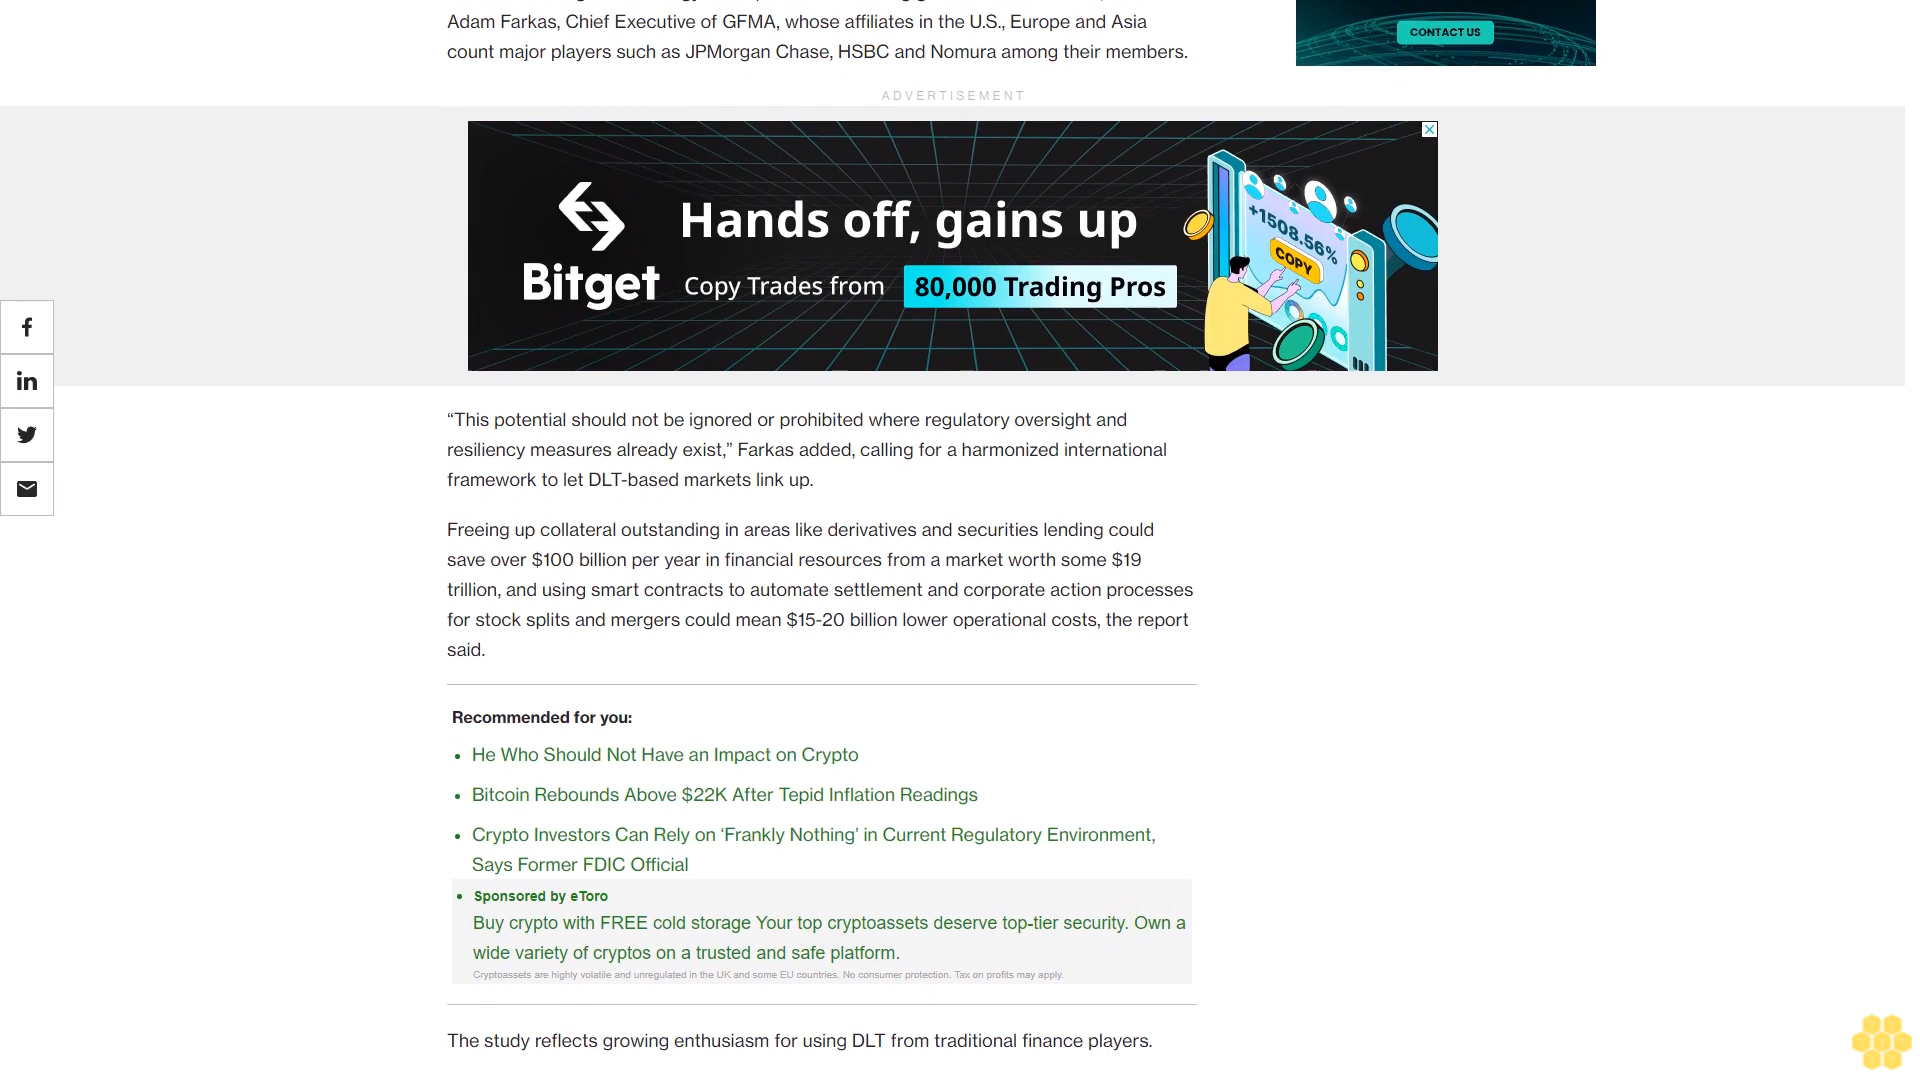 Adam Farkas, Chief Executive of GFMA, whose affiliates in the U.S., Europe and Asia
count major players such as JPMorgan Chase, HSBC and Nomura among their members.
CONTACT US
ADVERTISEMENT
Bitget
Hands off, gains up
Copy Trades from 80,000 Trading Pros
+1508.56%
COPY
“This potential should not be ignored or prohibited where regulatory oversight and
resiliency measures already exist,” Farkas added, calling for a harmonized international
framework to let DLT-based markets link up.
Freeing up collateral outstanding in areas like derivatives and securities lending could
save over $100 billion per year in financial resources from a market worth some $19
trillion, and using smart contracts to automate settlement and corporate action processes
for stock splits and mergers could mean $15-20 billion lower operational costs, the report
said.
Recommended for you:
• He Who Should Not Have an Impact on Crypto
• Bitcoin Rebounds Above $22K After Tepid Inflation Readings
• Crypto Investors Can Rely on ‘Frankly Nothing’ in Current Regulatory Environment,
Says Former FDIC Official
• Sponsored by eToro
Buy crypto with FREE cold storage Your top cryptoassets deserve top-tier security. Own a
wide variety of cryptos on a trusted and safe platform.
Cryptoassets are highly volatile and unregulated in the UK and some EU countries. No consumer protection. Tax on profits may apply.
The study reflects growing enthusiasm for using DLT from traditional finance players.